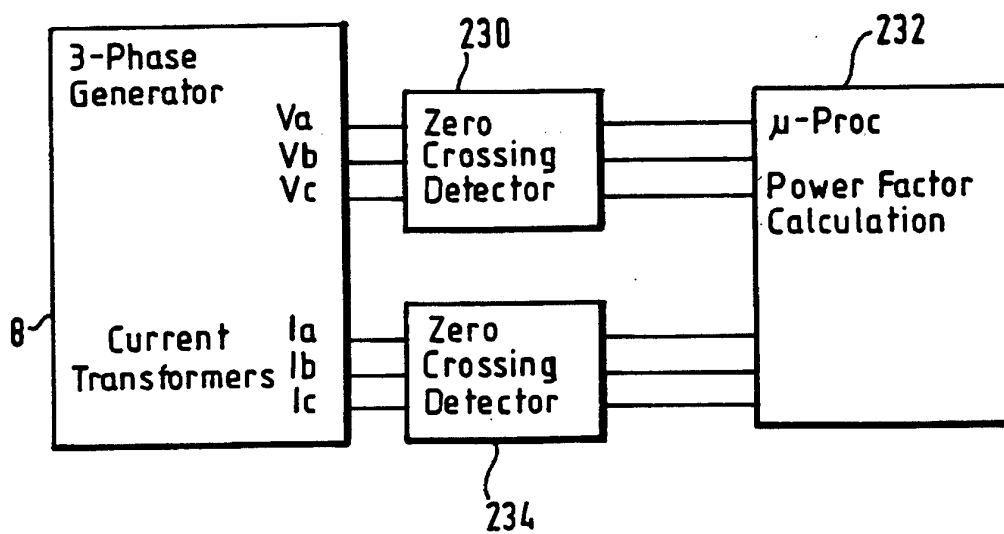 230
232
3-Phase
Generator
Va
Vb
Vc
Zero
Crossing
Detector
µ-Proc
Power Factor
Calculation
8
Current
Transformers
Ia
Ib
Ic
Zero
Crossing
Detector
234